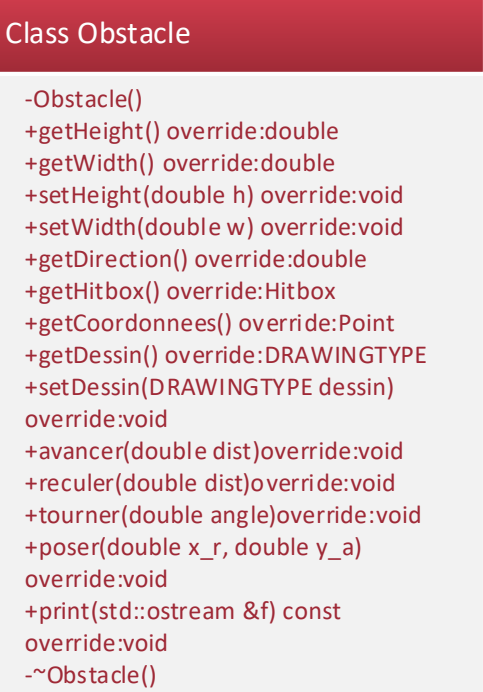 Class Obstacle
-Obstacle()
+getHeight() override:double
+getWidth() override:double
+setHeight(double h) override:void
+setWidth(double w) override:void
+getDirection() override:double
+getHitbox() override:Hitbox
+getCoordonnees() override:Point
+getDessin() override:DRAWINGTYPE
+setDessin(DRAWINGTYPE dessin)
override:void
+avancer(double dist)override:void
+reculer(double dist)override:void
+tourner(double angle)override:void
+poser(double x_r, double y_a)
override:void
+print(std::ostream &f) const
override:void
-~Obstacle()